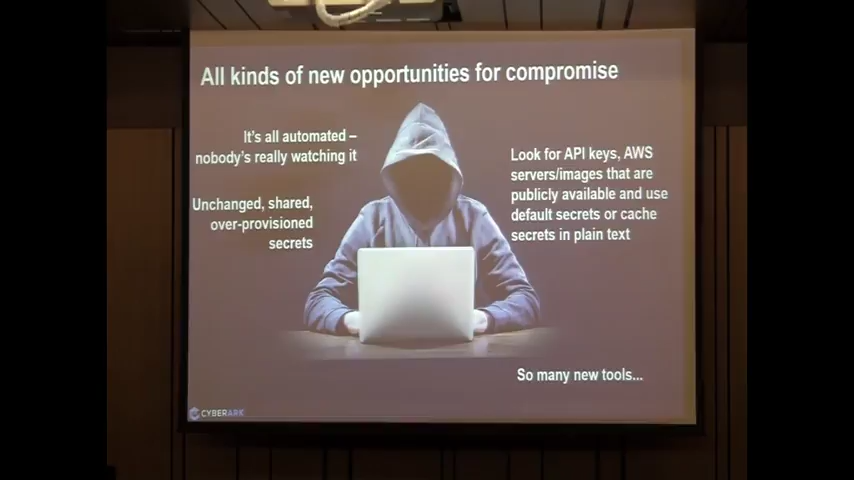 All kinds of new opportunities for compromise
It's all automated –
nobody's really watching it
Unchanged, shared,
over-provisioned
secrets
Look for API keys, AWS
servers/images that are
publicly available and use
default secrets or cache
secrets in plain text
So many new tools...
CYBERARK